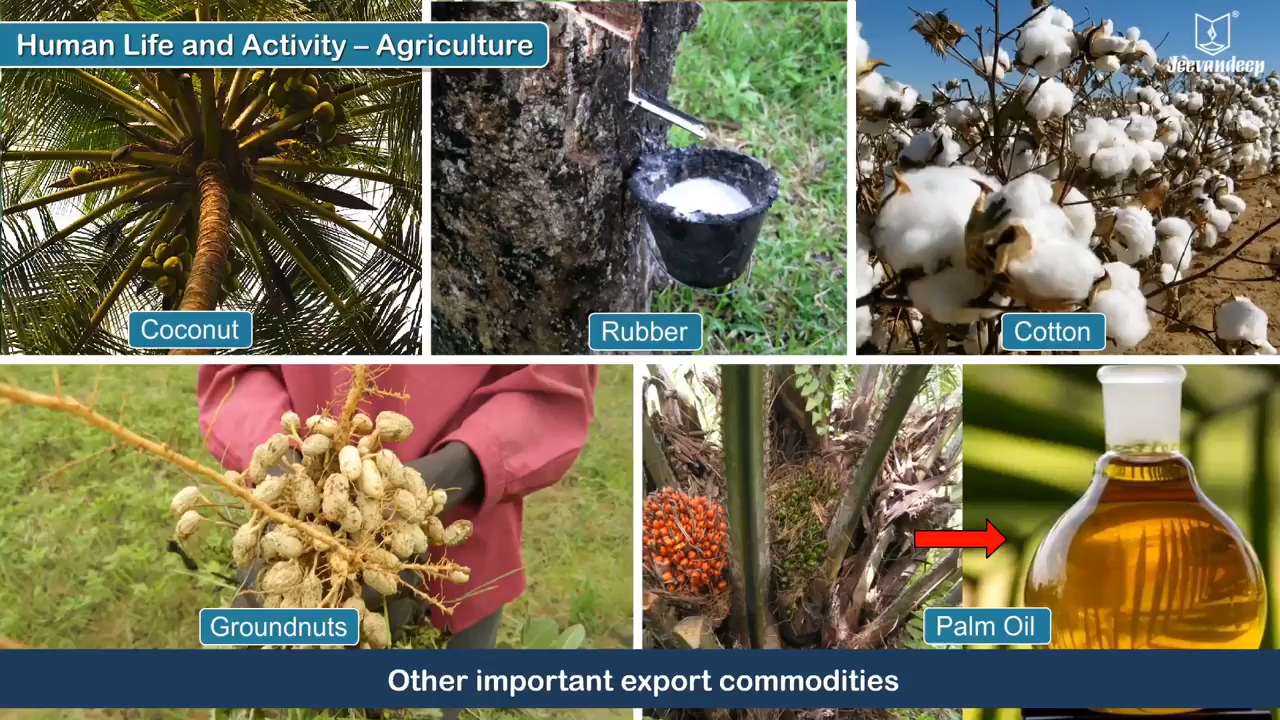 Human Life and Activity – Agriculture
®
Jeevandeep
Coconut
Rubber
Cotton
Groundnuts
Palm Oil
Other important export commodities